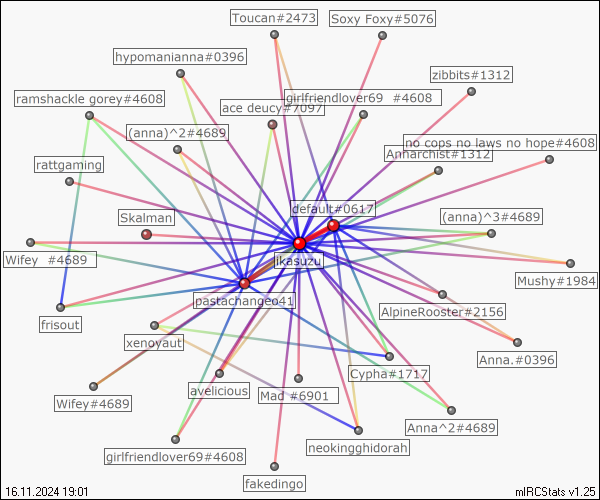 Toucan#2473
Soxy Foxy#5076
hypomanianna#0396
zibbits#1312
ramshackle gorey#4608
ace deucy#7097
girlfriendlover69 #4608
(anna)^2#4689
no cops no laws no hope#4608
Anharchist#1312
rattgaming
default#0617
Skalman
(anna)^3#4689
Wifey #4689
ikasuzu
Mushy#1984
pastachangeo41
AlpineRooster#2156
frisout
xenoyaut
Anna.#0396
Cypha#1717
avelicious
Mad #6901
Wifey#4689
Anna^2#4689
neokingghidorah
girlfriendlover69#4608
fakedingo
16.11.2024 19:01
mIRCStats v1.25